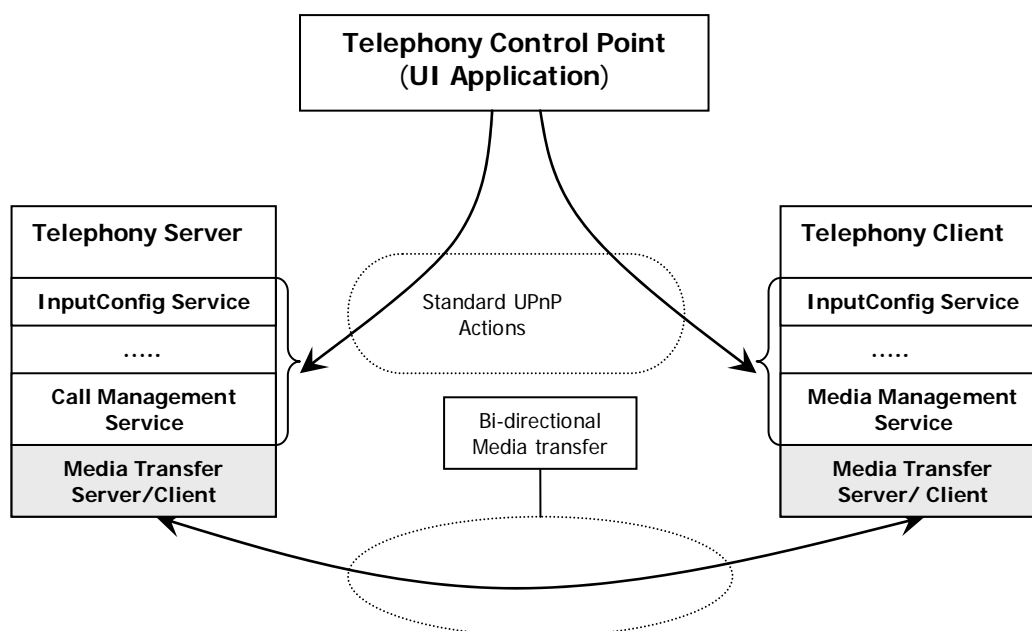 Telephony Control Point
(UI Application)
Telephony Server
InputConfig Service
.....
Call Management
Service
Media Transfer
Server/Client
Standard UPnP
Actions
Bi-directional
Media transfer
Telephony Client
InputConfig Service
.....
Media Management
Service
Media Transfer
Server/ Client